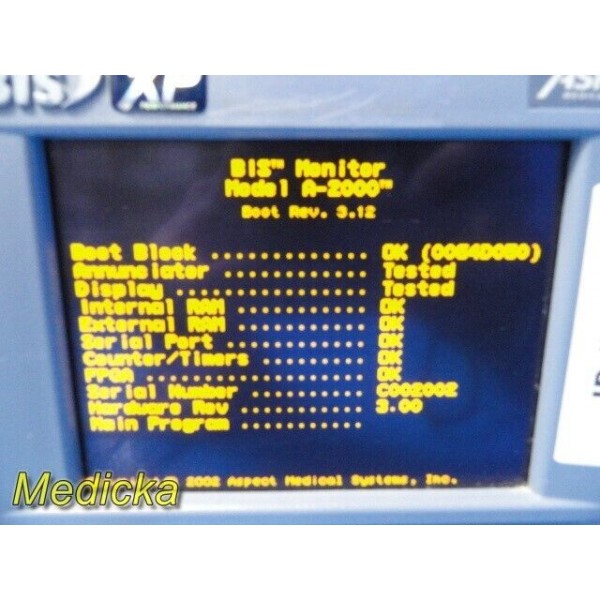 BIS XP
BIS™ Monitor
Model A-2000™
Boot Rev. 3.12
Boot Block .............. OK (0064D050)
Annunciator ............. Tested
Display ................. Tested
Internal RAM ............ OK
External RAM ............ OK
Serial Port ............. OK
Counter/Timers .......... OK
FPGA .................... OK
Serial Number ........... C002002
Hardware Rev ............ 3.00
Main Program ............
2002 Aspect Medical Systems, Inc.
Medicka